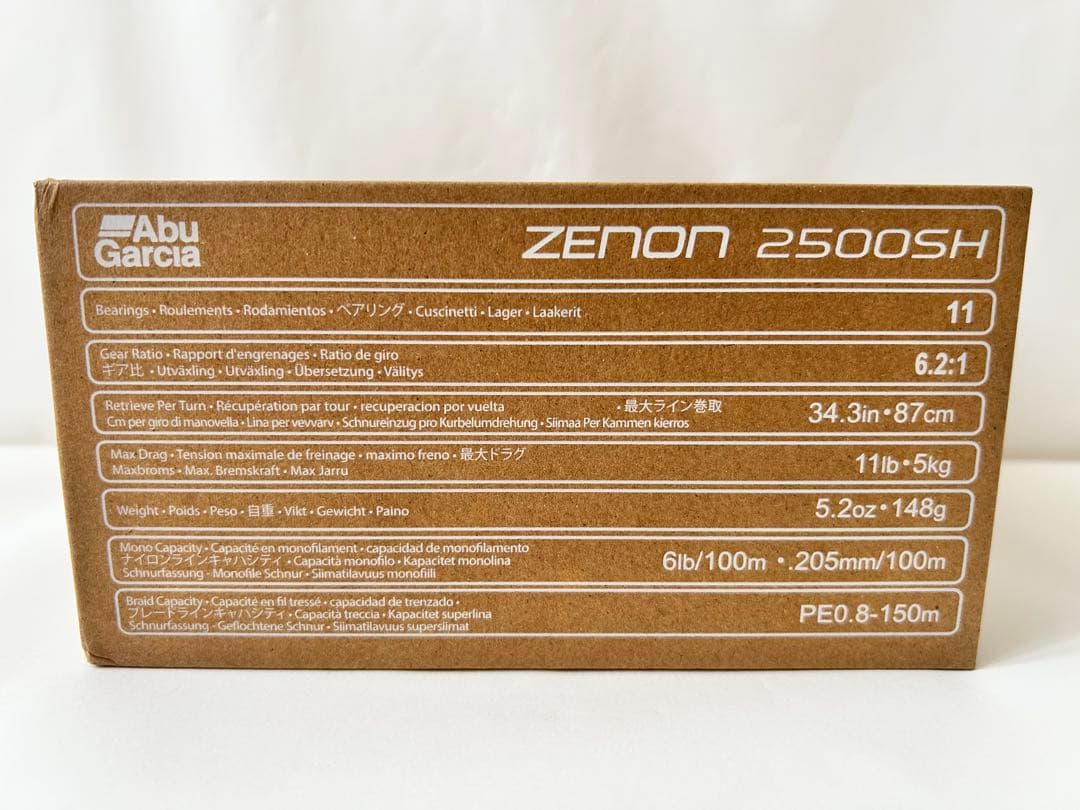 Abu
Garcia
ZENON 2500SH
Bearings • Roulements • Rodamientos • ベアリング • Cuscinetti • Lager • Laakerit
11
Gear Ratio • Rapport d'engrenages • Ratio de giro
ギア比 • Utväxling • Utväxling • Übersetzung • Välitys
6.2:1
Retrieve Per Turn • Récupération par tour • recuperacion por vuelta • 最大ライン巻取
Cm per giro di manovella • Lina per vevvarv • Schnureinzug pro Kurbelumdrehung • Siimaa Per Kammen kierros
34.3in • 87cm
Max Drag • Tension maximale de freinage • maximo freno • 最大ドラグ
Maxbroms • Max. Bremskraft • Max Jarru
11lb • 5kg
Weight • Poids • Peso • 自重 • Vikt • Gewicht • Paino
5.2oz • 148g
Mono Capacity • Capacité en monofilament • capacidad de monofilamento
ナイロンラインキャパシティ • Capacità monofilo • Kapacitet monolina
Schnurfassung - Monofile Schnur • Siimatilavuus monofiili
6lb/100m • .205mm/100m
Braid Capacity • Capacité en fil tressé • capacidad de trenzado •
ブレードラインキャパシティ • Capacità treccia • Kapacitet superlina
Schnurfassung - Geflochtene Schnur • Siimatilavuus supersiimat
PE0.8-150m